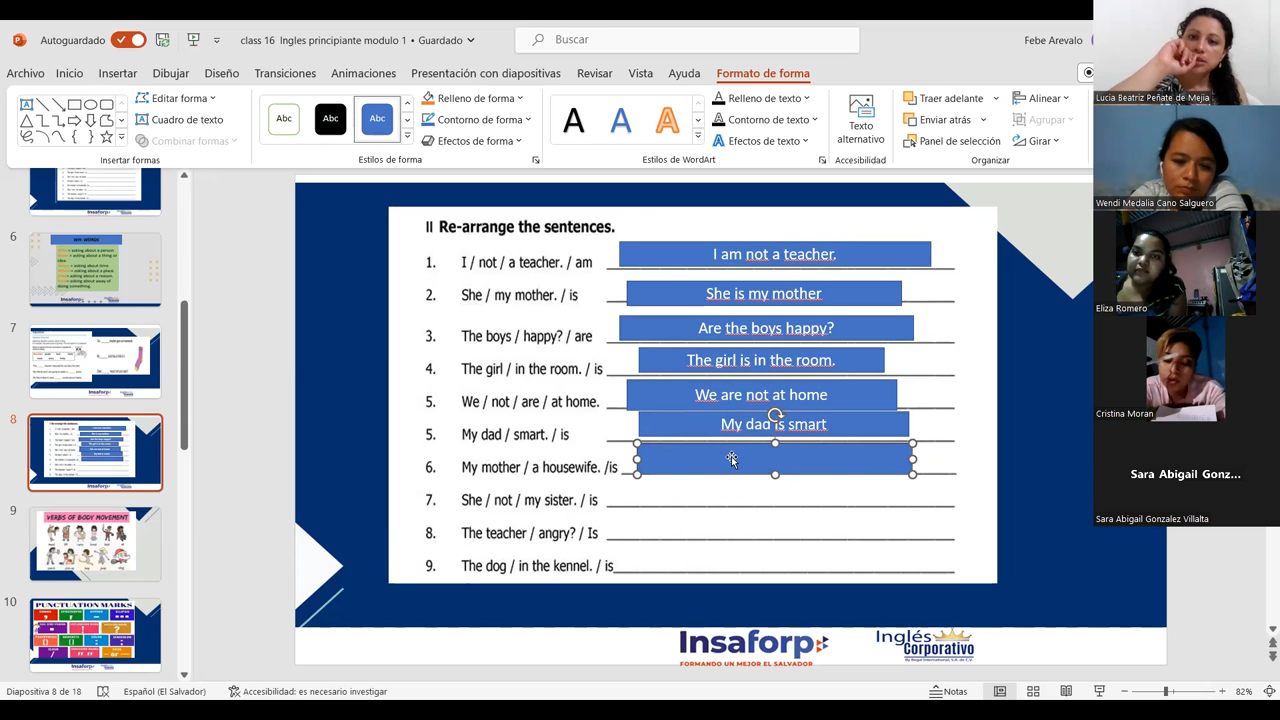 Autoguardado
class 16 Ingles principiante modulo 1 • Guardado
Buscar
Febe Arevalo
Archivo Inicio Insertar Dibujar Diseño Transiciones Animaciones Presentación con diapositivas Revisar Vista Ayuda Formato de forma
Editar forma
Cuadro de texto
Combinar formas
Insertar formas
Abc Abc Abc
Relleno de forma
Contorno de forma
Efectos de forma
Estilos de forma
A A A
Relleno de texto
Contorno de texto
Efectos de texto
Estilos de WordArt
Texto alternativo
Accesibilidad
Traer adelante
Enviar atrás
Panel de selección
Alinear
Agrupar
Girar
Organizar
6
7
8
9
VERBS OF BODY MOVEMENT
10
PUNCTUATION MARKS
II Re-arrange the sentences.
1. I / not / a teacher. / am I am not a teacher.
2. She / my mother. / is She is my mother
3. The boys / happy? / are Are the boys happy?
4. The girl / in the room. / is The girl is in the room.
5. We / not / are / at home. We are not at home
5. My dad / smart. / is My dad is smart
6. My mother / a housewife. /is
7. She / not / my sister. / is
8. The teacher / angry? / Is
9. The dog / in the kennel. / is
Insaforp
FORMANDO UN MEJOR EL SALVADOR
Inglés
Corporativo
Lucia Beatriz Peñate de Mejia
Wendi Medalia Cano Salguero
Eliza Romero
Cristina Moran
Sara Abigail Gonz...
Sara Abigail Gonzalez Villalta
Diapositiva 8 de 18
Español (El Salvador)
Accesibilidad: es necesario investigar
Notas
82%